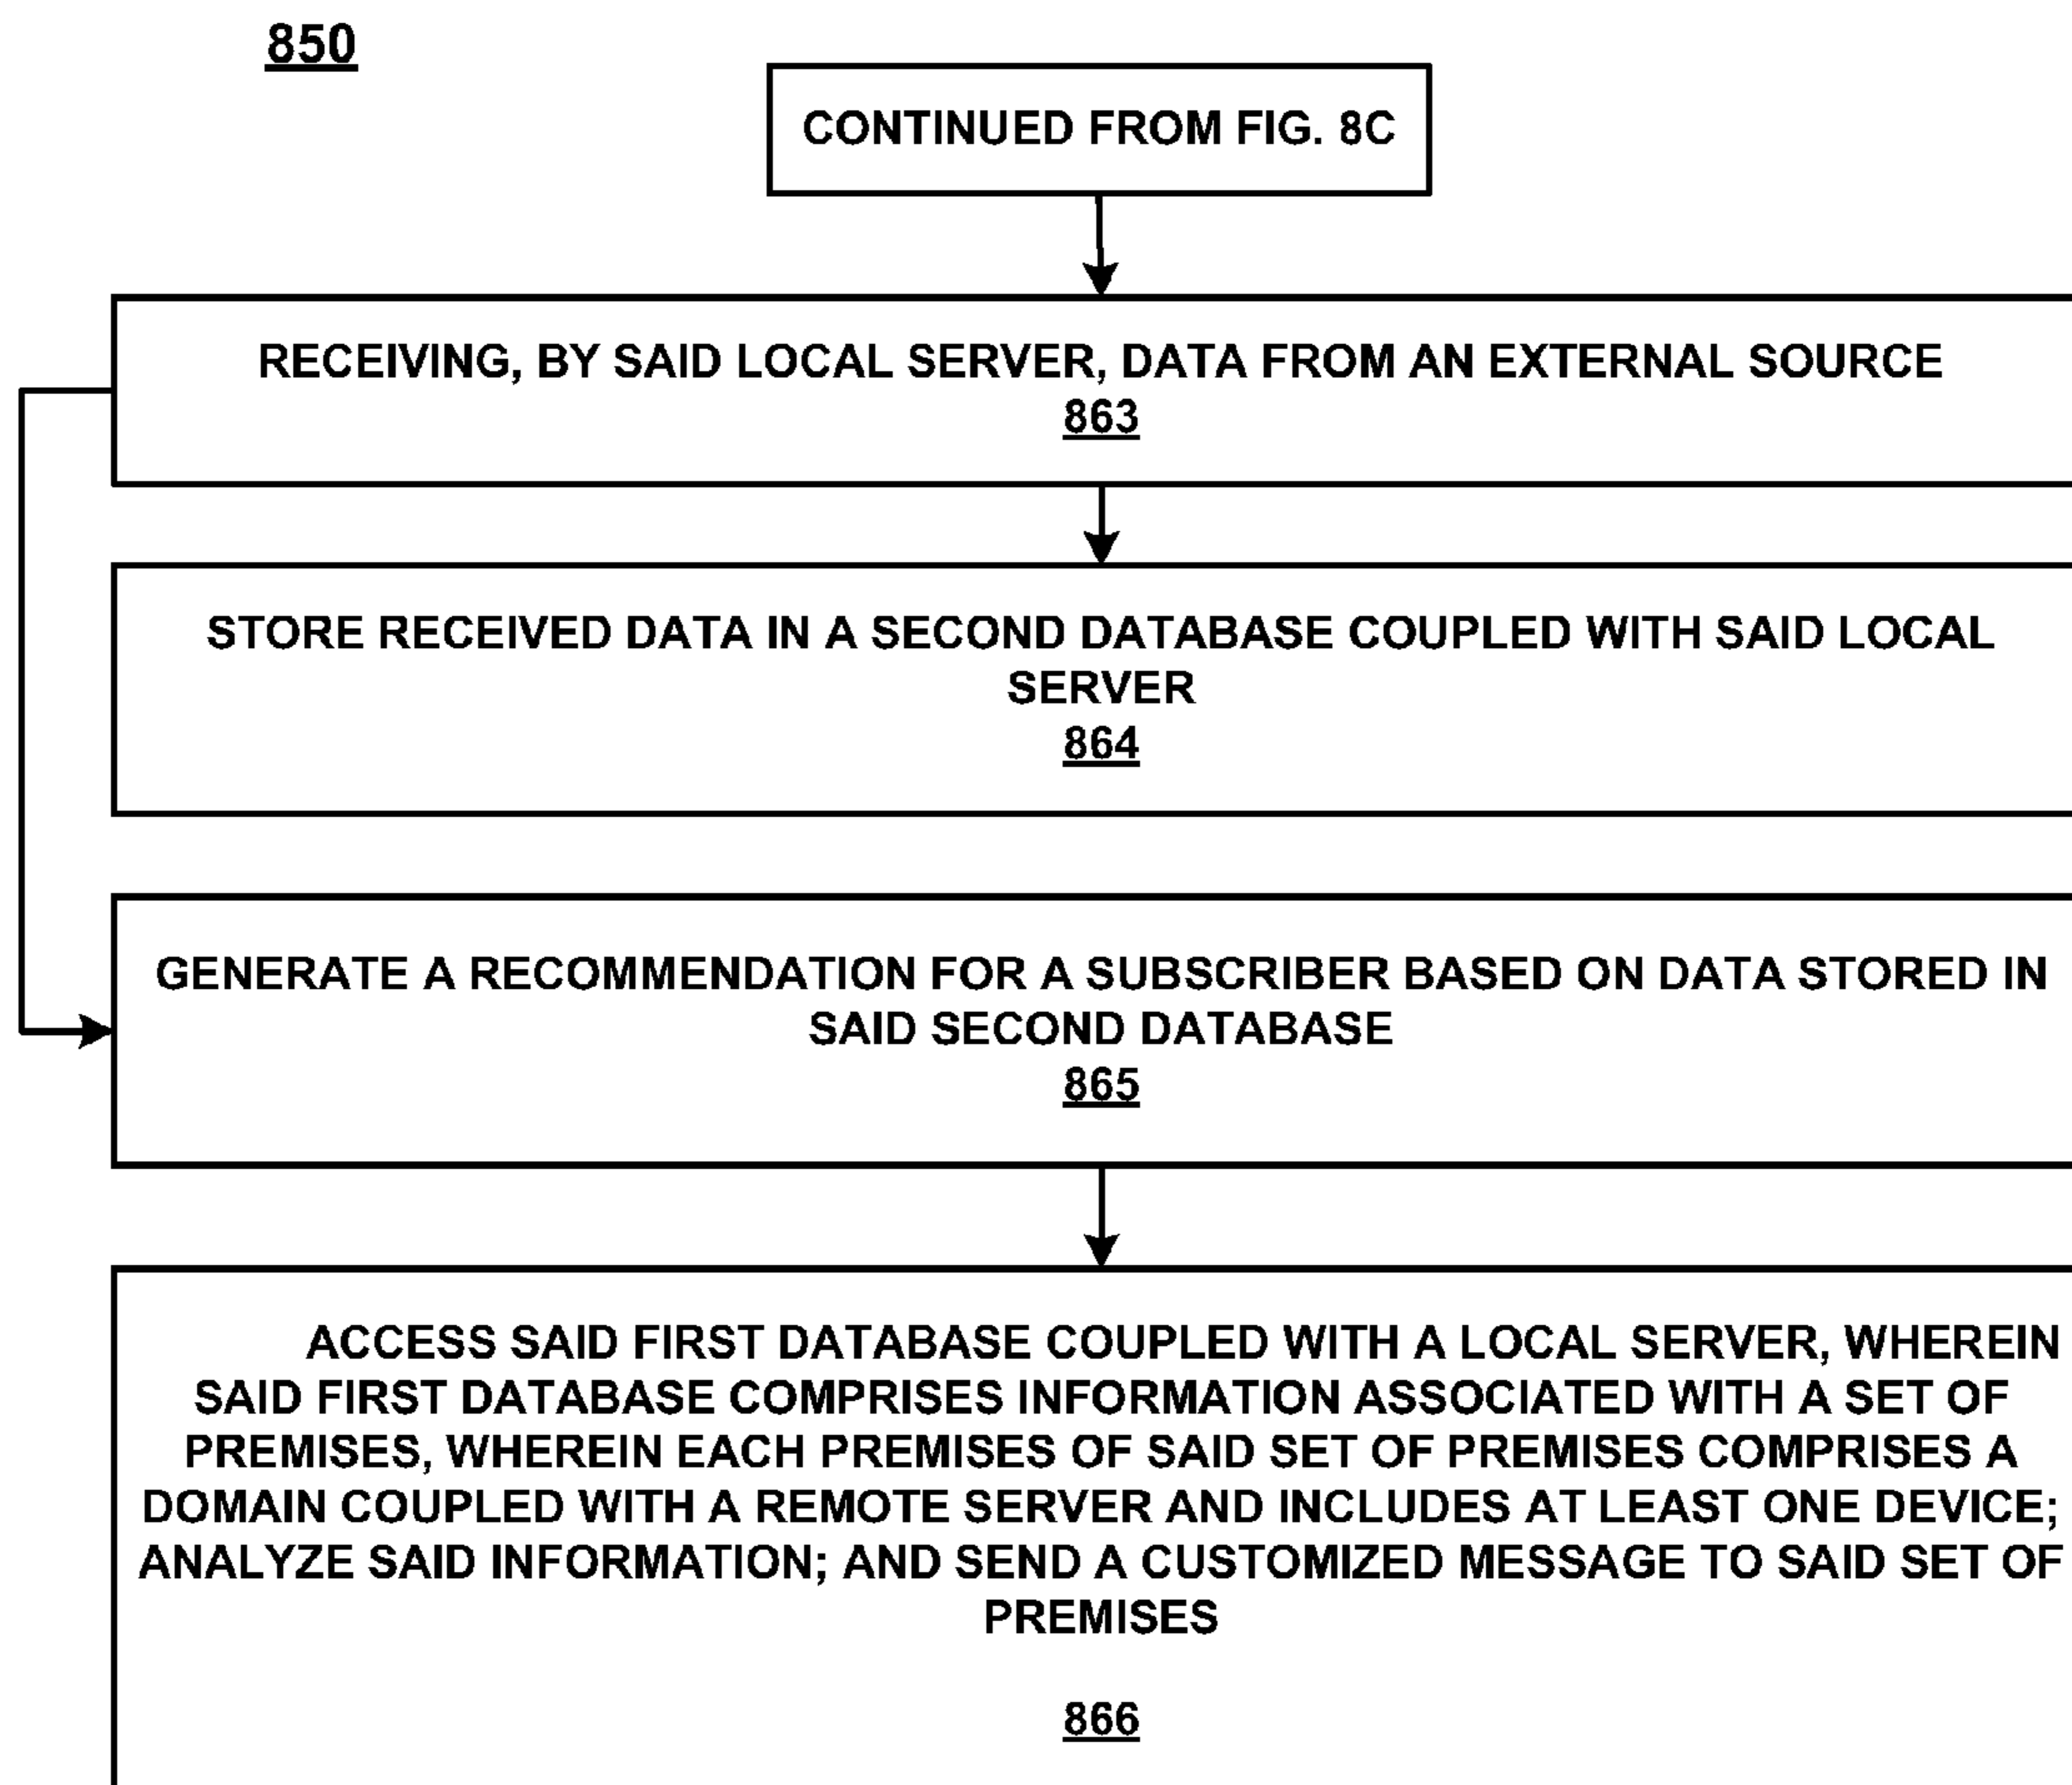 850
CONTINUED FROM FIG. 8C
RECEIVING, BY SAID LOCAL SERVER, DATA FROM AN EXTERNAL SOURCE
863
STORE RECEIVED DATA IN A SECOND DATABASE COUPLED WITH SAID LOCAL
SERVER
864
GENERATE A RECOMMENDATION FOR A SUBSCRIBER BASED ON DATA STORED IN
SAID SECOND DATABASE
865
ACCESS SAID FIRST DATABASE COUPLED WITH A LOCAL SERVER, WHEREIN
SAID FIRST DATABASE COMPRISES INFORMATION ASSOCIATED WITH A SET OF
PREMISES, WHEREIN EACH PREMISES OF SAID SET OF PREMISES COMPRISES A
DOMAIN COUPLED WITH A REMOTE SERVER AND INCLUDES AT LEAST ONE DEVICE;
ANALYZE SAID INFORMATION; AND SEND A CUSTOMIZED MESSAGE TO SAID SET OF
PREMISES
866